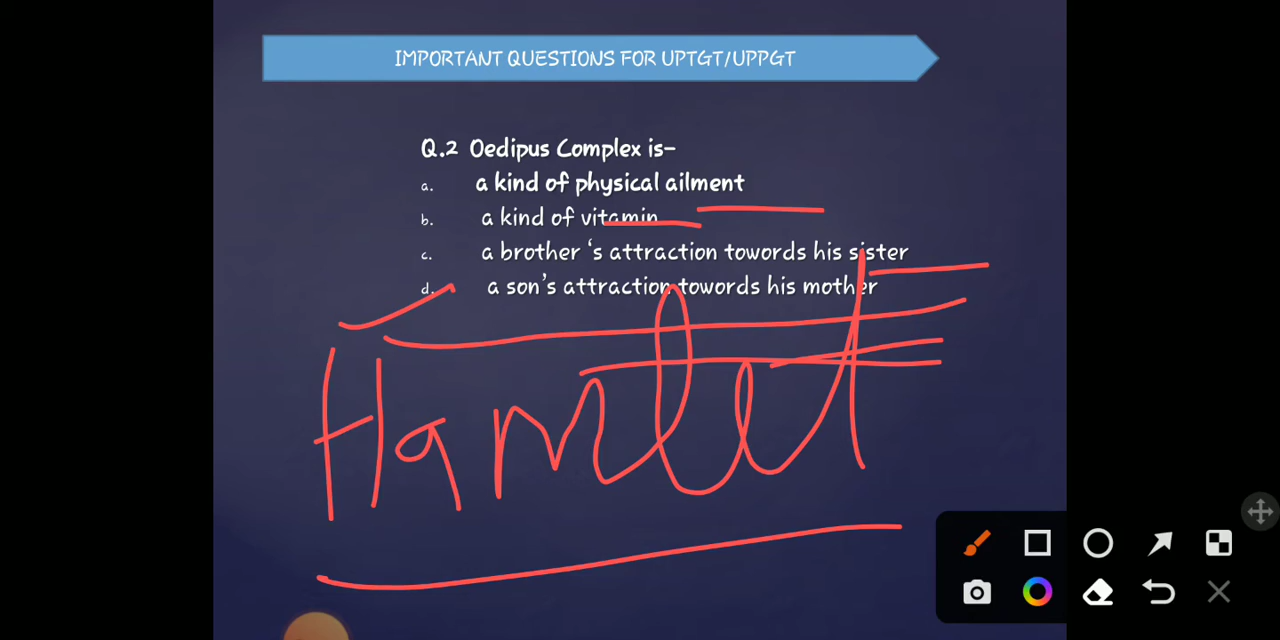 IMPORTANT QUESTIONS FOR UPTGT/UPPGT
Q.2 Oedipus Complex is-
a. a kind of physical ailment
b. a kind of vitamin
c. a brother 's attraction towords his sister
d. a son's attraction towords his mother
Hamlet